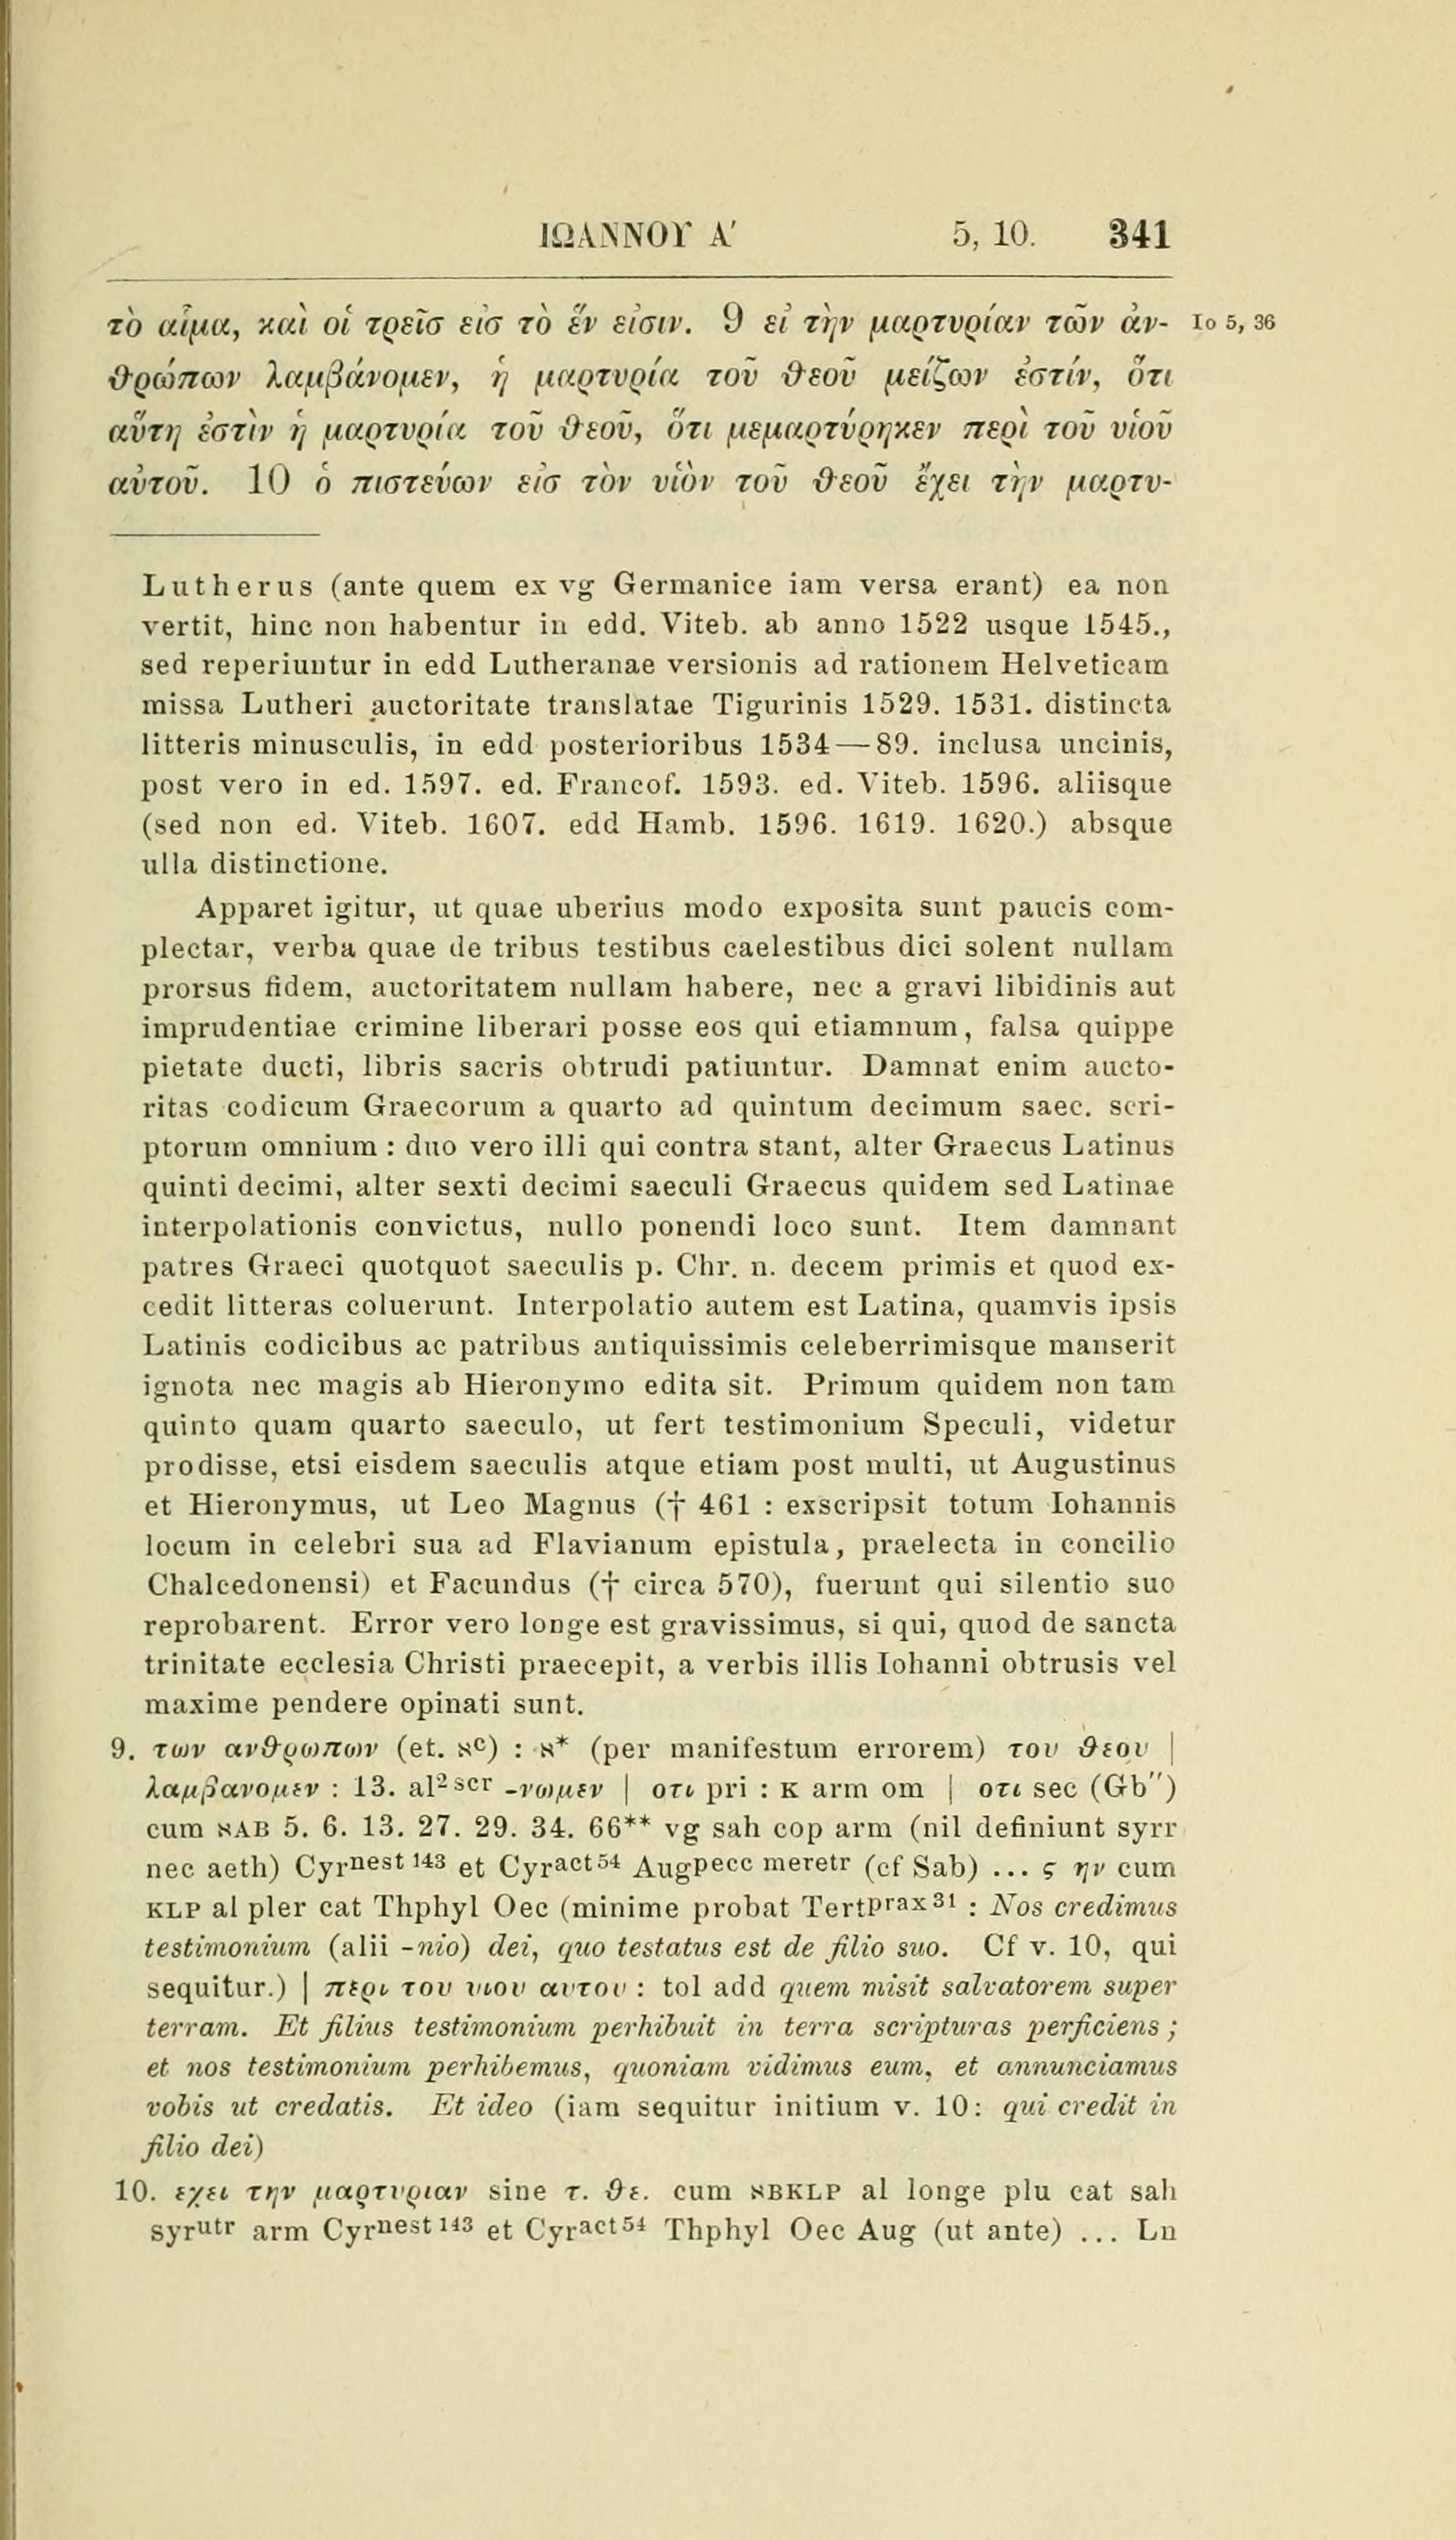 ΙΩΑΝΝΟΥ Α′ 5, 10. 341
τὸ αἷμα, καὶ οἱ τρεῖσ εἰσ τὸ ἕν εἰσιν. 9 εἰ τὴν μαρτυρίαν τῶν ἀν- Io 5, 36
θρώπων λαμβάνομεν, ἡ μαρτυρία τοῦ θεοῦ μείζων ἐστίν, ὅτι
αὕτη ἐστὶν ἡ μαρτυρία τοῦ θεοῦ, ὅτι μεμαρτύρηκεν περὶ τοῦ υἱοῦ
αὐτοῦ. 10 ὁ πιστεύων εἰσ τὸν υἱὸν τοῦ θεοῦ ἔχει τὴν μαρτυ-
Lutherus (ante quem ex vg Germanice iam versa erant) ea non
vertit, hinc non habentur in edd. Viteb. ab anno 1522 usque 1545.,
sed reperiuntur in edd Lutheranae versionis ad rationem Helveticam
missa Lutheri auctoritate translatae Tigurinis 1529. 1531. distincta
litteris minusculis, in edd posterioribus 1534—89. inclusa uncinis,
post vero in ed. 1597. ed. Francof. 1593. ed. Viteb. 1596. aliisque
(sed non ed. Viteb. 1607. edd Hamb. 1596. 1619. 1620.) absque
ulla distinctione.
Apparet igitur, ut quae uberius modo exposita sunt paucis com-
plectar, verba quae de tribus testibus caelestibus dici solent nullam
prorsus fidem, auctoritatem nullam habere, nec a gravi libidinis aut
imprudentiae crimine liberari posse eos qui etiamnum, falsa quippe
pietate ducti, libris sacris obtrudi patiuntur. Damnat enim aucto-
ritas codicum Graecorum a quarto ad quintum decimum saec. scri-
ptorum omnium : duo vero illi qui contra stant, alter Graecus Latinus
quinti decimi, alter sexti decimi saeculi Graecus quidem sed Latinae
interpolationis convictus, nullo ponendi loco sunt. Item damnant
patres Graeci quotquot saeculis p. Chr. n. decem primis et quod ex-
cedit litteras coluerunt. Interpolatio autem est Latina, quamvis ipsis
Latinis codicibus ac patribus antiquissimis celeberrimisque manserit
ignota nec magis ab Hieronymo edita sit. Primum quidem non tam
quinto quam quarto saeculo, ut fert testimonium Speculi, videtur
prodisse, etsi eisdem saeculis atque etiam post multi, ut Augustinus
et Hieronymus, ut Leo Magnus († 461 : exscripsit totum Iohannis
locum in celebri sua ad Flavianum epistula, praelecta in concilio
Chalcedonensi) et Facundus († circa 570), fuerunt qui silentio suo
reprobarent. Error vero longe est gravissimus, si qui, quod de sancta
trinitate ecclesia Christi praecepit, a verbis illis Iohanni obtrusis vel
maxime pendere opinati sunt.
9. των ανθρωπων (et. אc) : א* (per manifestum errorem) του θεου |
λαμβανομεν : 13. al2 scr -νωμεν | οτι pri : K arm om | οτι sec (Gb″)
cum אAB 5. 6. 13. 27. 29. 34. 66** vg sah cop arm (nil definiunt syrr
nec aeth) Cyrnest 143 et Cyract 54 Augpecc meretr (cf Sab) ... ς ην cum
KLP al pler cat Thphyl Oec (minime probat Tertprax 31 : Nos credimus
testimonium (alii -nio) dei, quo testatus est de filio suo. Cf v. 10, qui
sequitur.) | περι του υιου αυτου : tol add quem misit salvatorem super
terram. Et filius testimonium perhibuit in terra scripturas perficiens ;
et nos testimonium perhibemus, quoniam vidimus eum, et annunciamus
vobis ut credatis. Et ideo (iam sequitur initium v. 10: qui credit in
filio dei)
10. εχει την μαρτυριαν sine τ. θε. cum אBKLP al longe plu cat sah
syrutr arm Cyrnest 143 et Cyract 54 Thphyl Oec Aug (ut ante) ... Ln